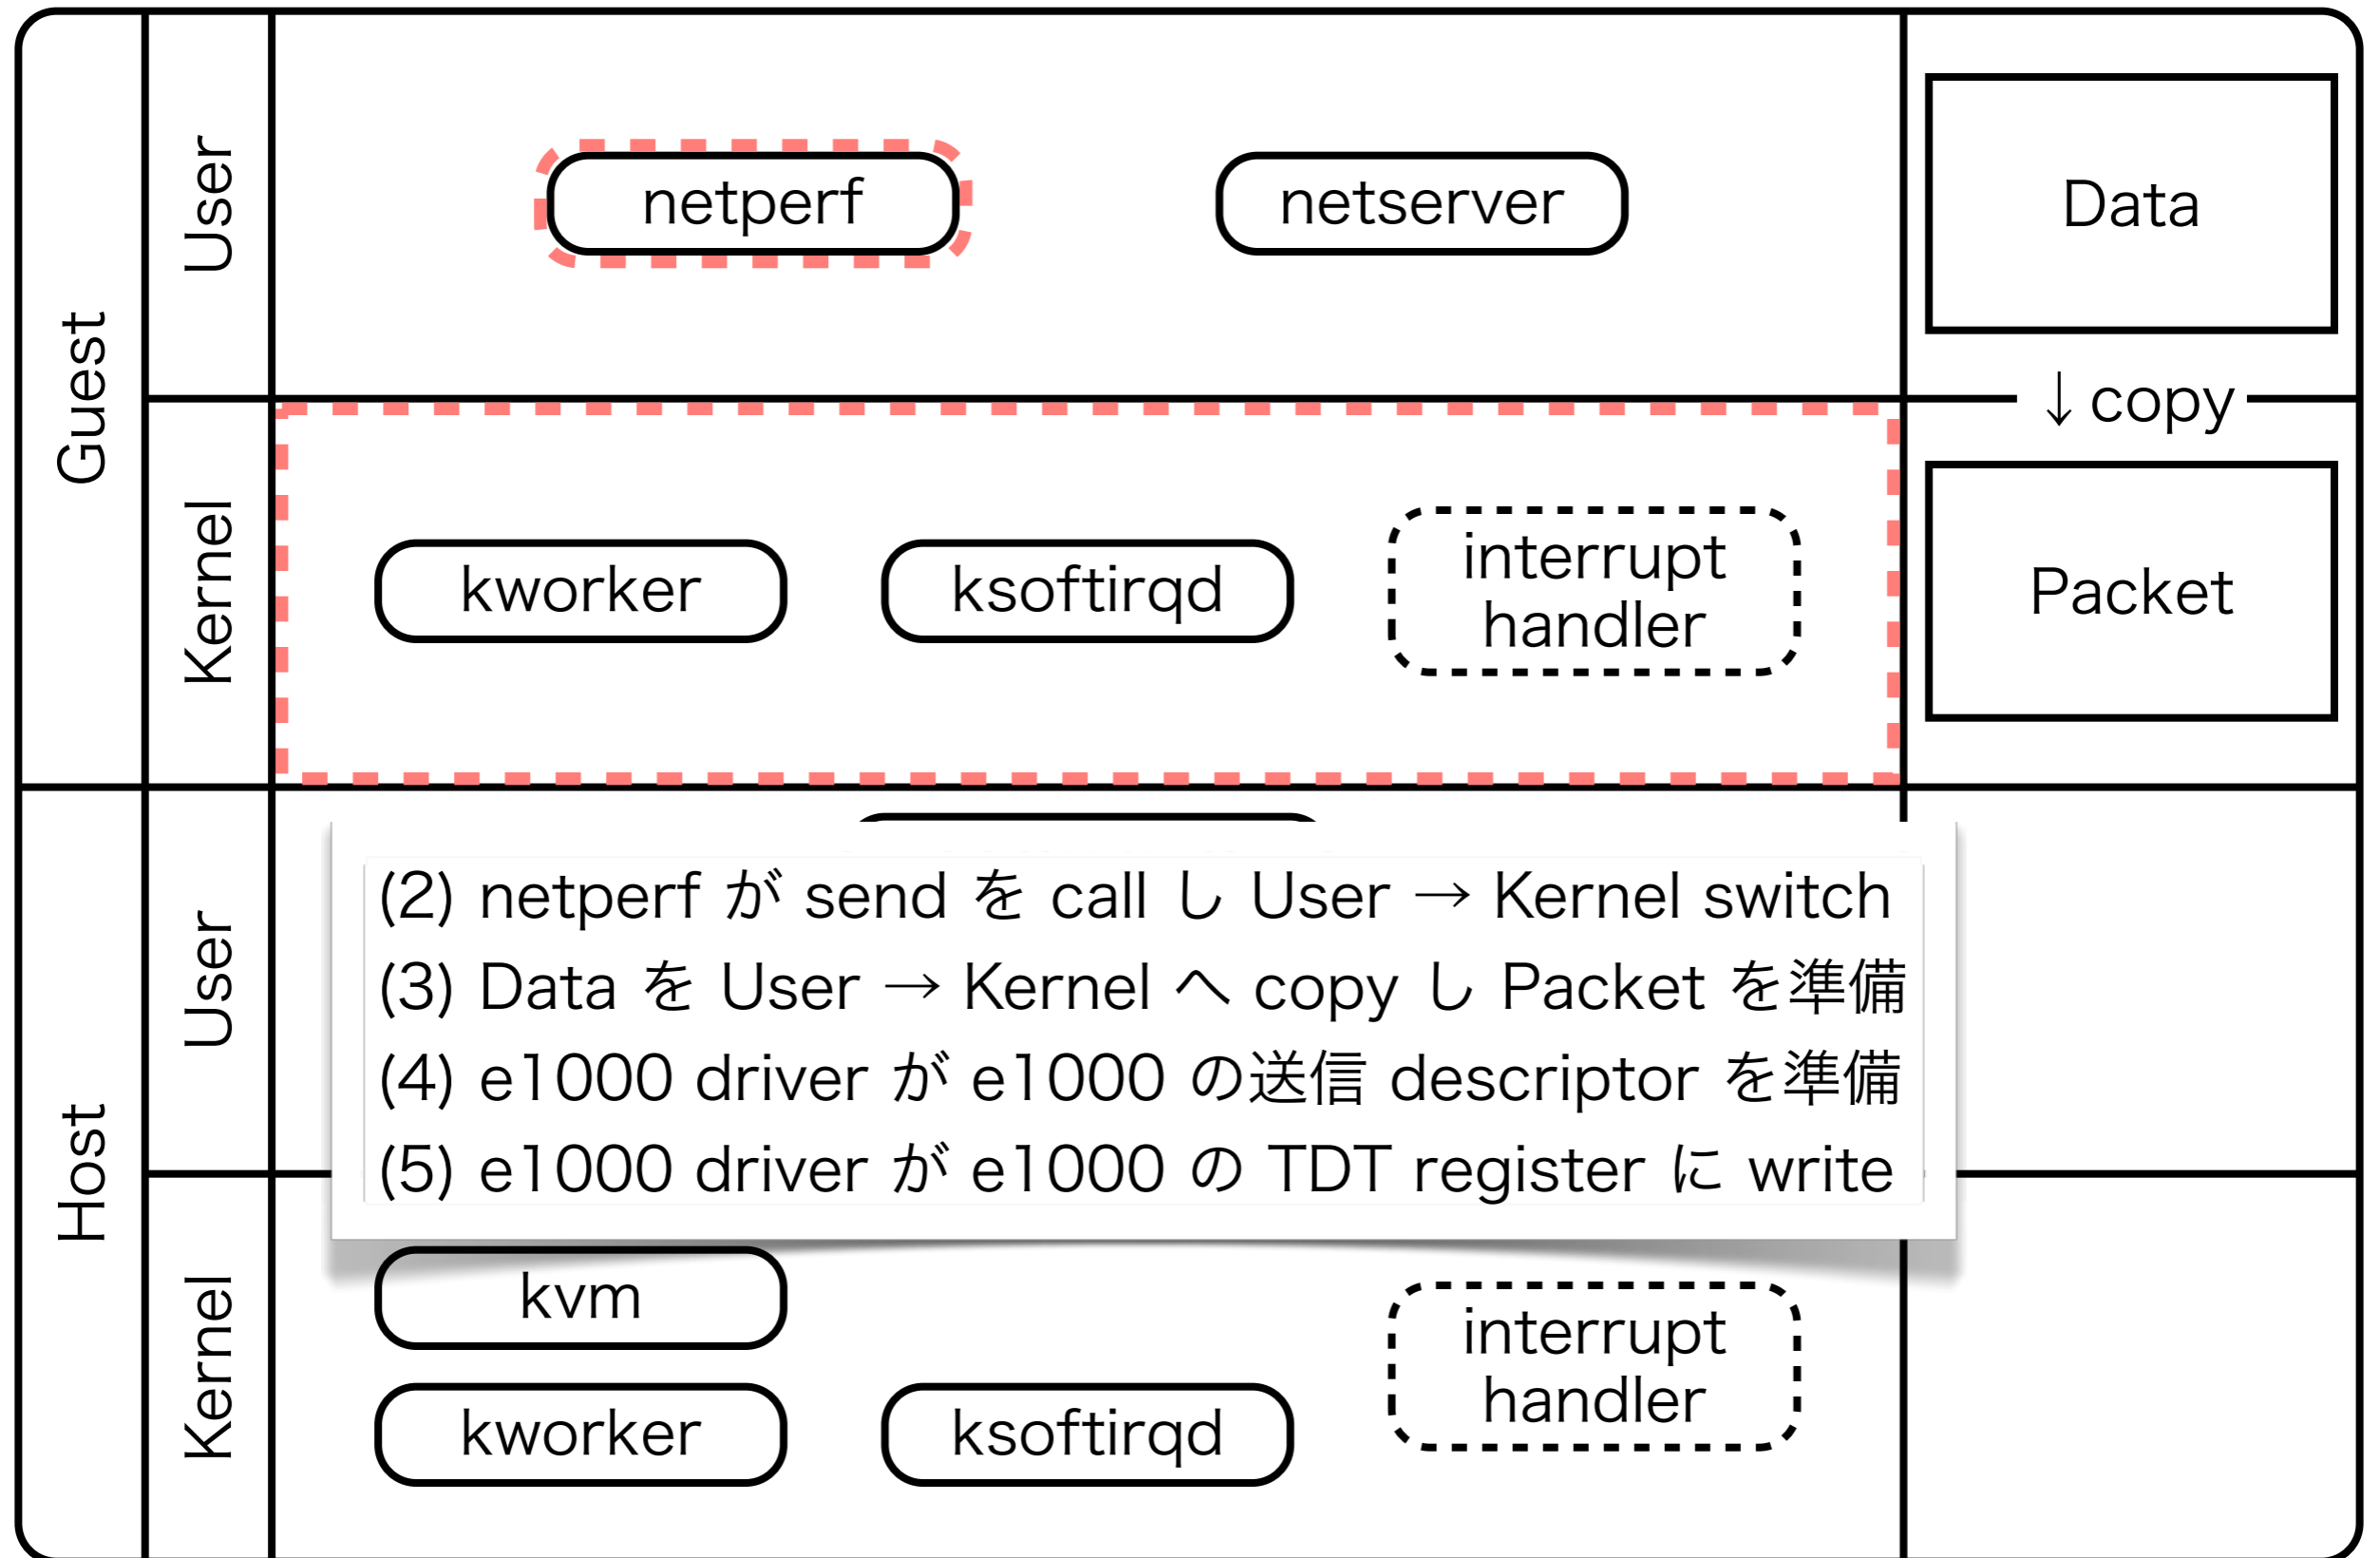 Guest
User
netperf
netserver
Data
↓copy
Kernel
kworker
ksoftirqd
interrupt
handler
Packet
Host
User
(2) netperf が send を call し User → Kernel switch
(3) Data を User → Kernel へ copy し Packet を準備
(4) e1000 driver が e1000 の送信 descriptor を準備
(5) e1000 driver が e1000 の TDT register に write
Kernel
kvm
kworker
ksoftirqd
interrupt
handler